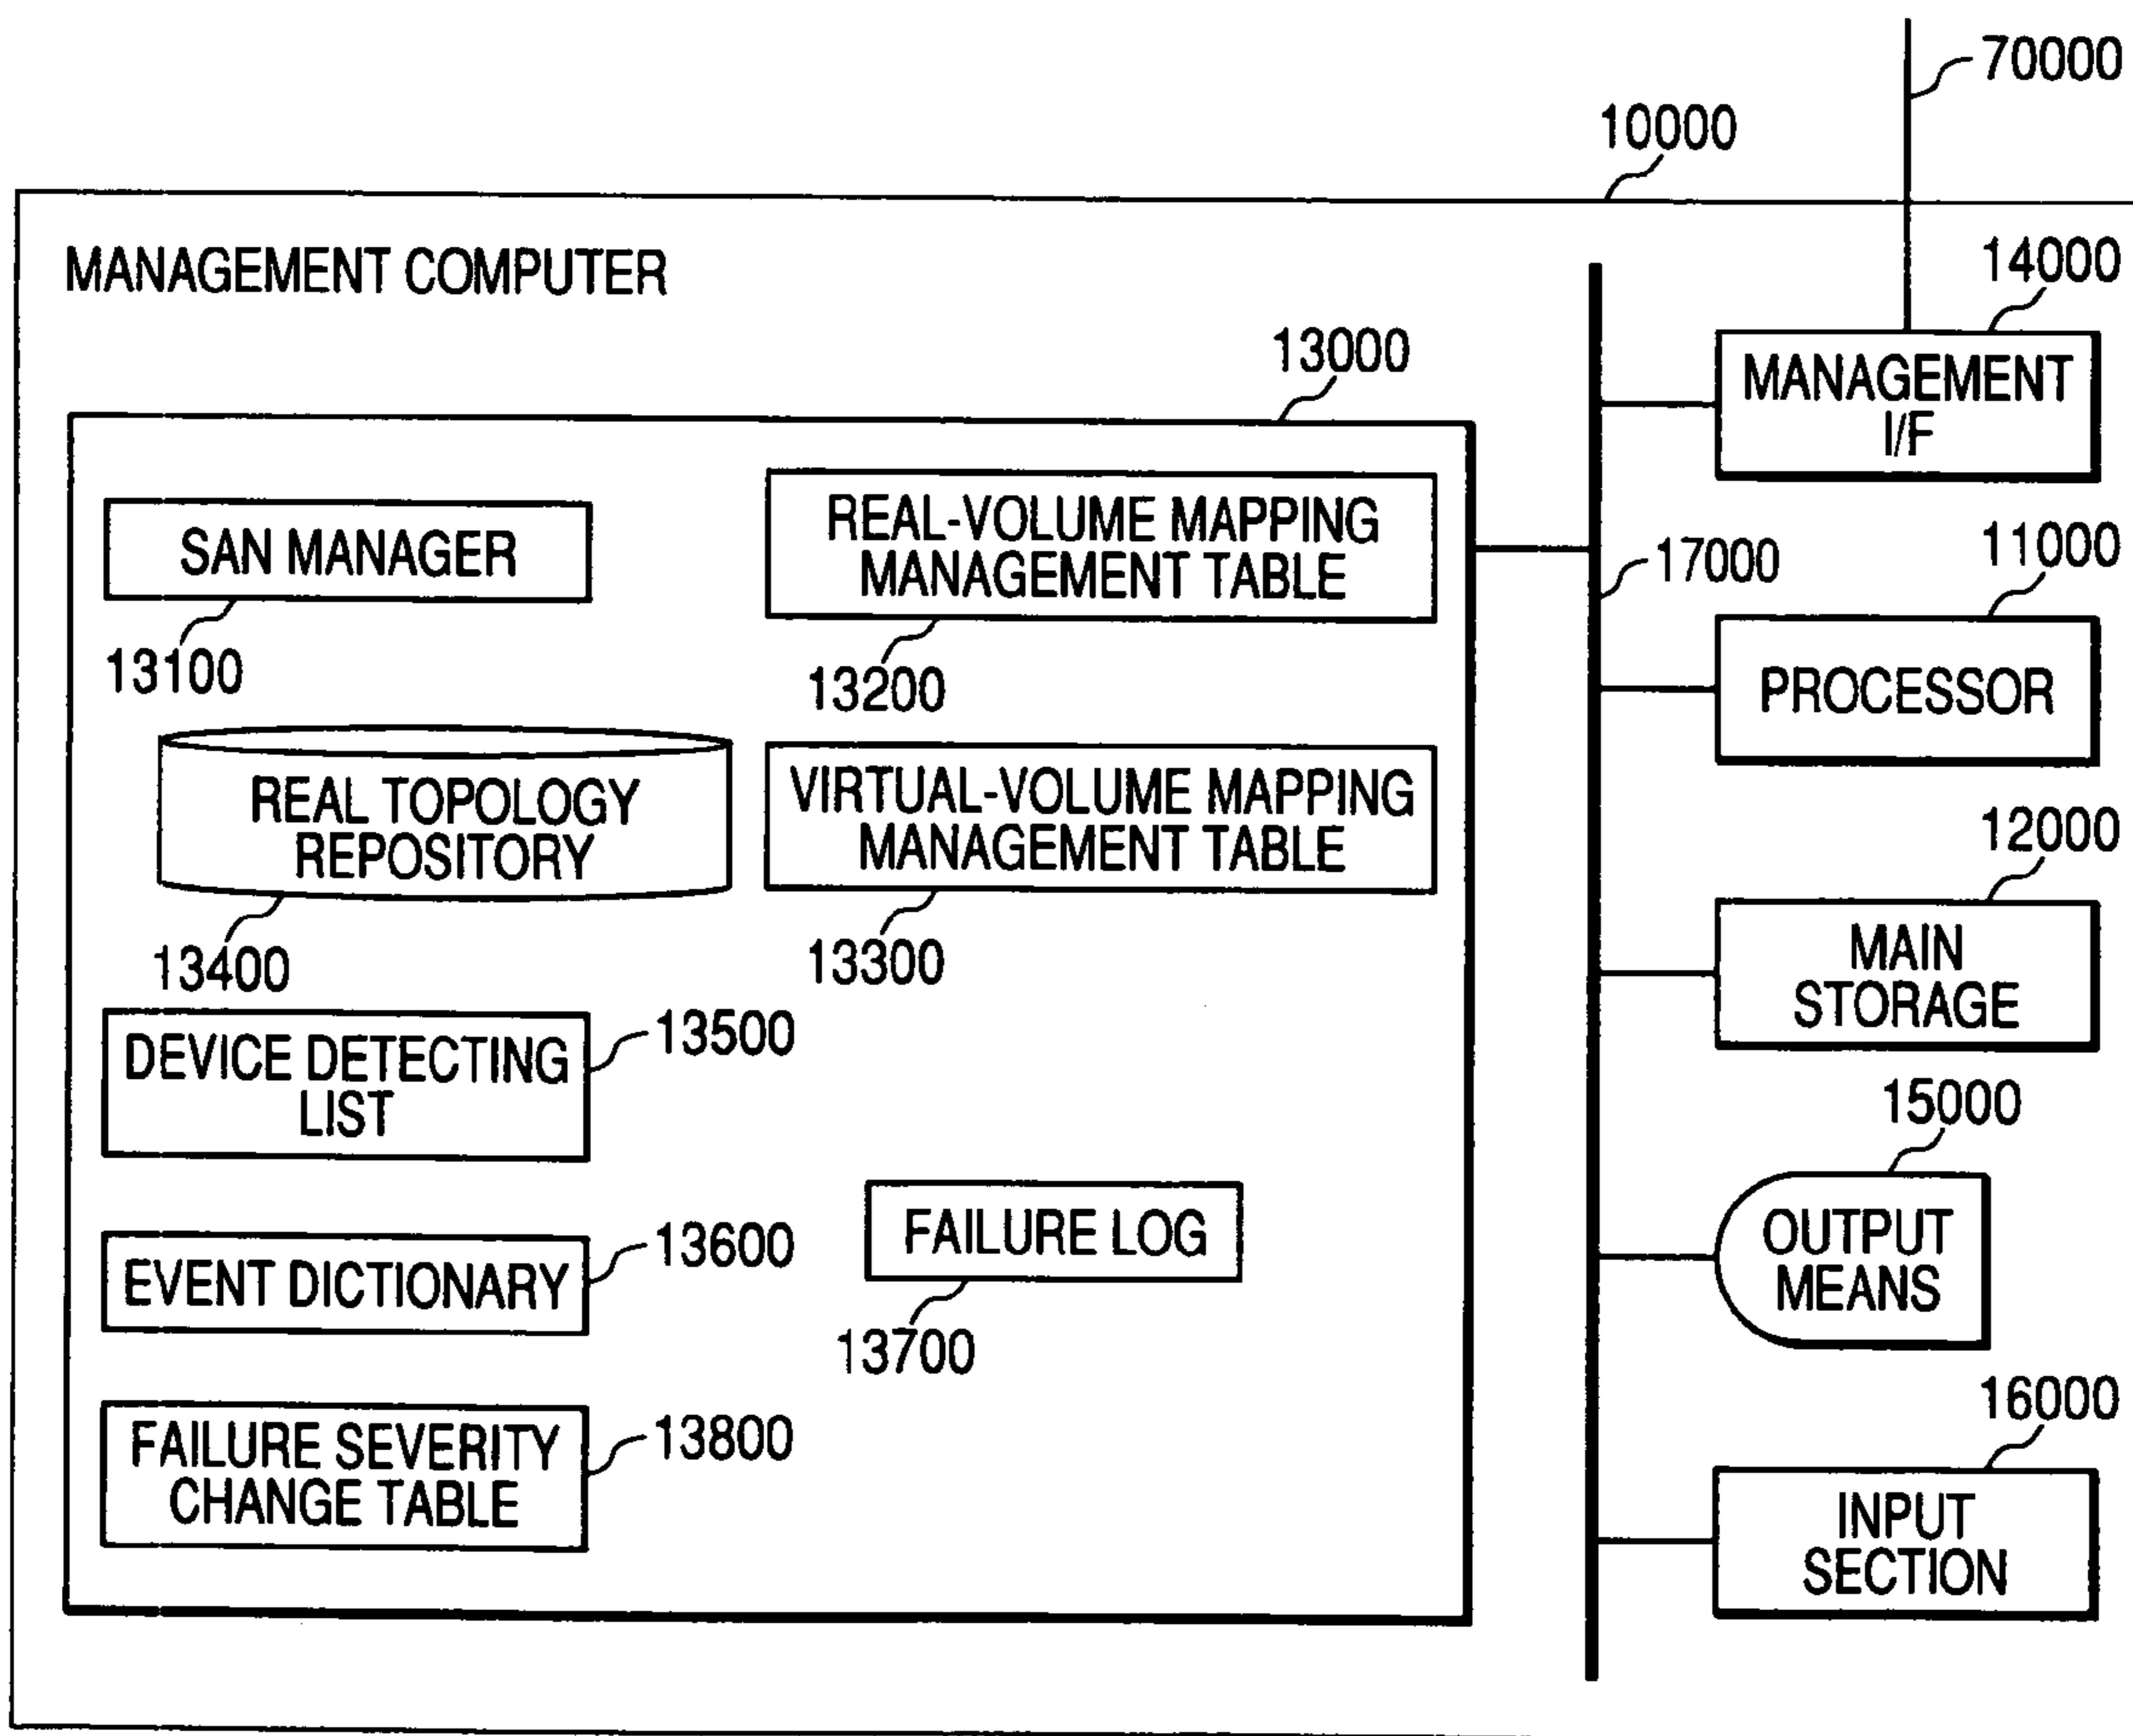 70000
10000
MANAGEMENT COMPUTER
14000
13000
MANAGEMENT
I/F
REAL-VOLUME MAPPING
MANAGEMENT TABLE
SAN MANAGER
17000
11000
13100
13200
PROCESSOR
REAL TOPOLOGY
REPOSITORY
VIRTUAL-VOLUME MAPPING
MANAGEMENT TABLE
12000
13400
13300
MAIN
STORAGE
DEVICE DETECTING
LIST
13500
15000
FAILURE LOG
OUTPUT
MEANS
EVENT DICTIONARY
13600
13700
16000
FAILURE SEVERITY
CHANGE TABLE
13800
INPUT
SECTION